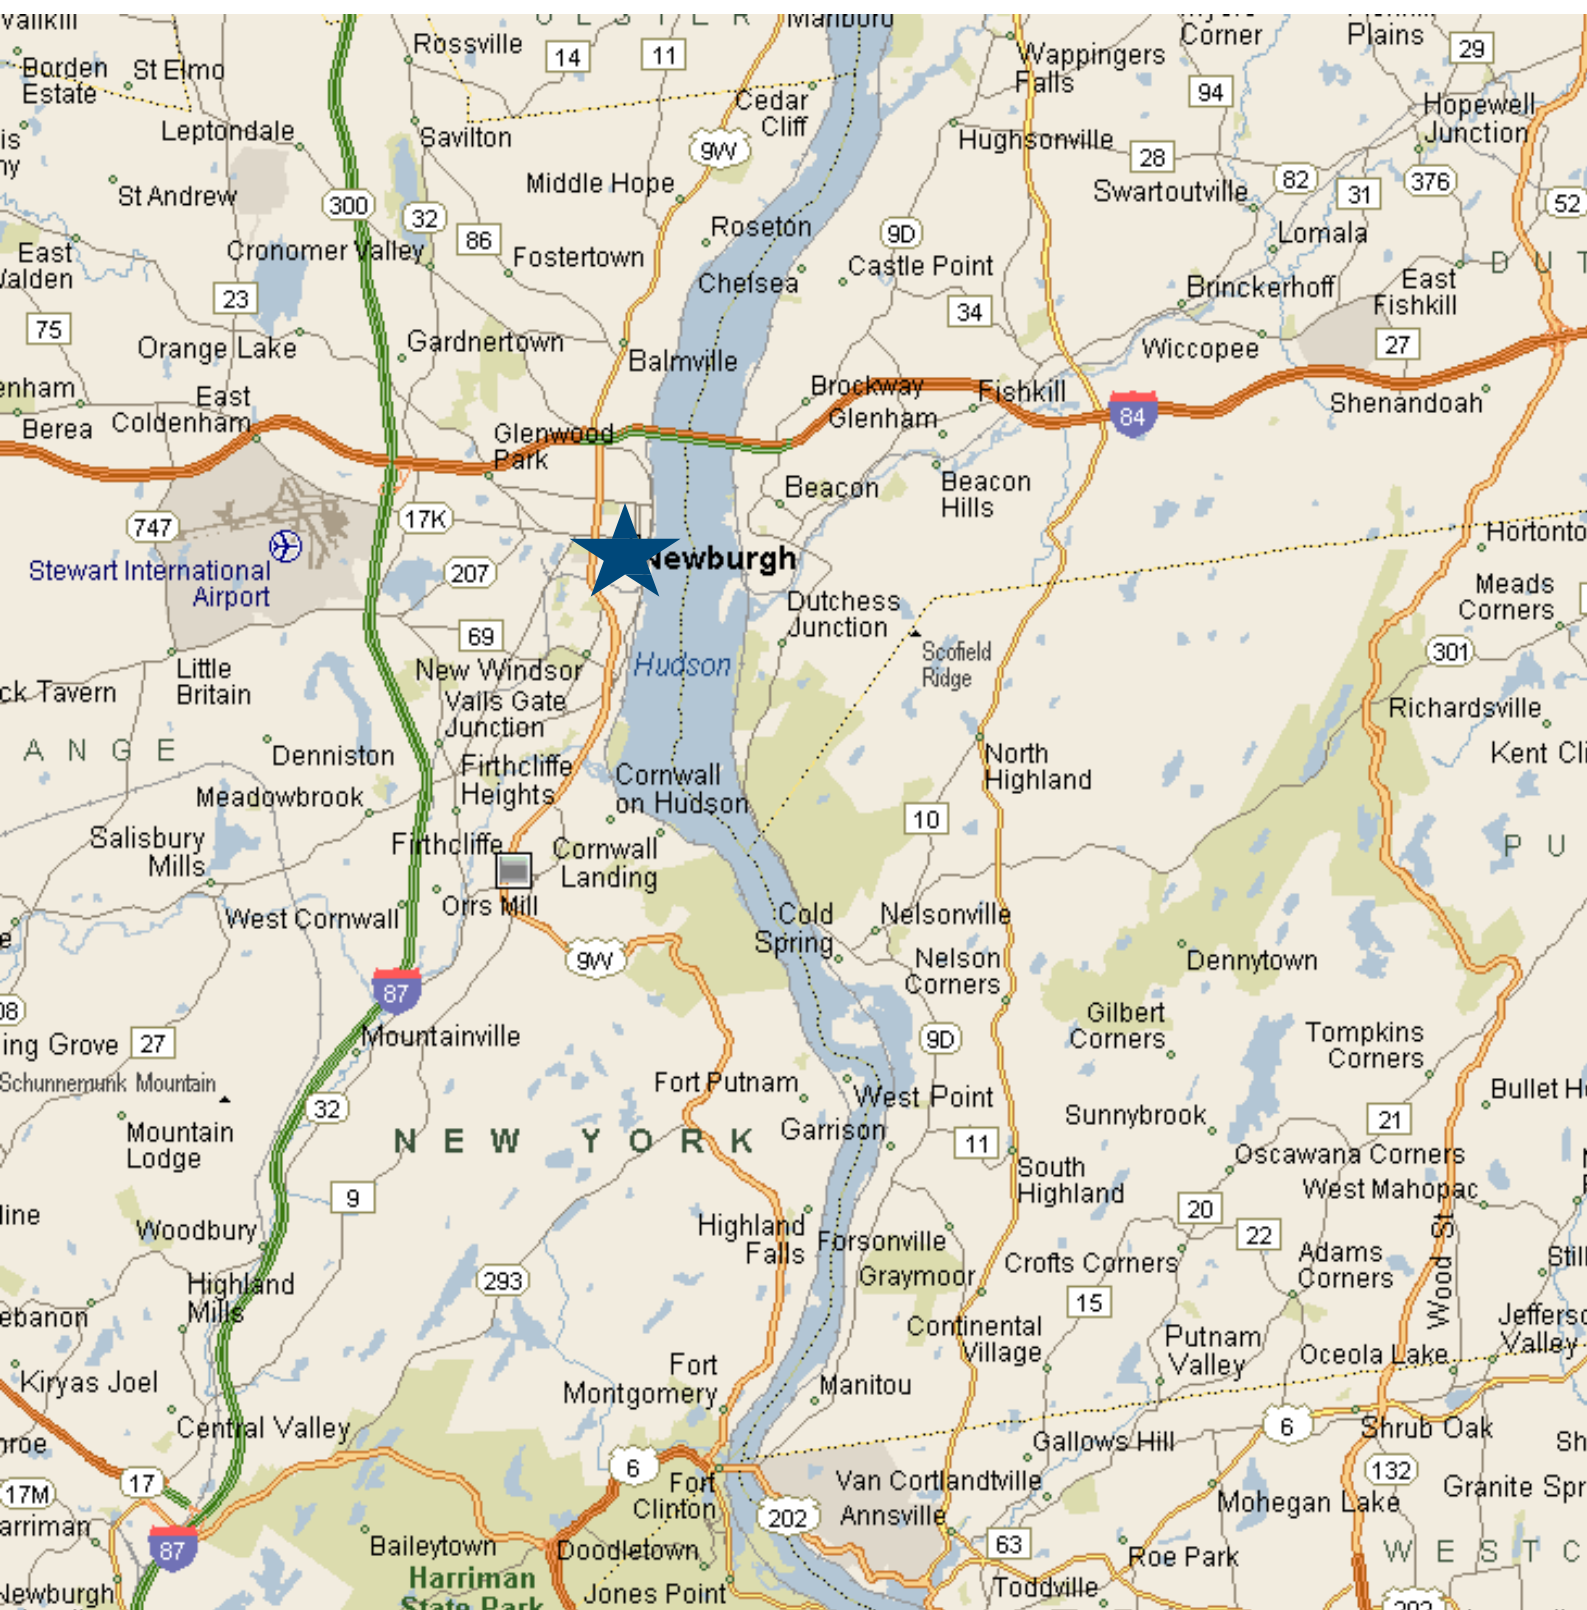 U L S T E R
Marlboro
Rossville
14
11
Wappingers
Falls
Corner
Plains
29
Borden
Estate
St Elmo
94
Cedar
Cliff
Hopewell
Junction
Leptondale
Savilton
9W
Hughsonville
28
Middle Hope
Swartoutville
82
31
376
St Andrew
300
32
52
Roseton
9D
Lomala
86
Cronomer Valley
Fostertown
East
Walden
Castle Point
D U T
Chelsea
Brinckerhoff
East
Fishkill
23
34
75
Orange Lake
Gardnertown
Balmville
Wiccopee
27
Brockway
Fishkill
East
Coldenham
Berea
Glenham
84
Shenandoah
Glenwood
Park
Beacon
Beacon
Hills
747
17K
Hortonto
Newburgh
Stewart International
Airport
207
Meads
Corners
Dutchess
Junction
69
Scofield
Ridge
301
Hudson
Little
Britain
New Windsor
ck Tavern
Vails Gate
Junction
Richardsville
A N G E
Denniston
North
Highland
Kent Cli
Firthcliffe
Heights
Cornwall
on Hudson
Meadowbrook
10
Salisbury
Mills
Firthcliffe
Cornwall
Landing
P U
Orrs Mill
West Cornwall
Cold
Spring
Nelsonville
9W
Nelson
Corners
Dennytown
87
Gilbert
Corners
Tompkins
Corners
ing Grove
27
Mountainville
9D
Schunnemunk Mountain
Fort Putnam
West Point
Bullet H
32
Sunnybrook
21
Mountain
Lodge
N E W Y O R K
Garrison
11
Oscawana Corners
South
Highland
West Mahopac
9
20
Woodbury
Highland
Falls
Forsonville
22
Crofts Corners
Adams
Corners
Wood St
Graymoor
293
Highland
Mills
15
Continental
Village
Putnam
Valley
Jefferso
Valley
Oceola Lake
Fort
Montgomery
Kiryas Joel
Manitou
Central Valley
6
Shrub Oak
Gallows Hill
17
17M
6
Fort
Clinton
Van Cortlandtville
132
Granite Spr
Mohegan Lake
202
Annsville
87
Baileytown
Doodletown
63
Roe Park
W E S T C
Harriman
State Park
Jones Point
Toddville
Newburgh
202